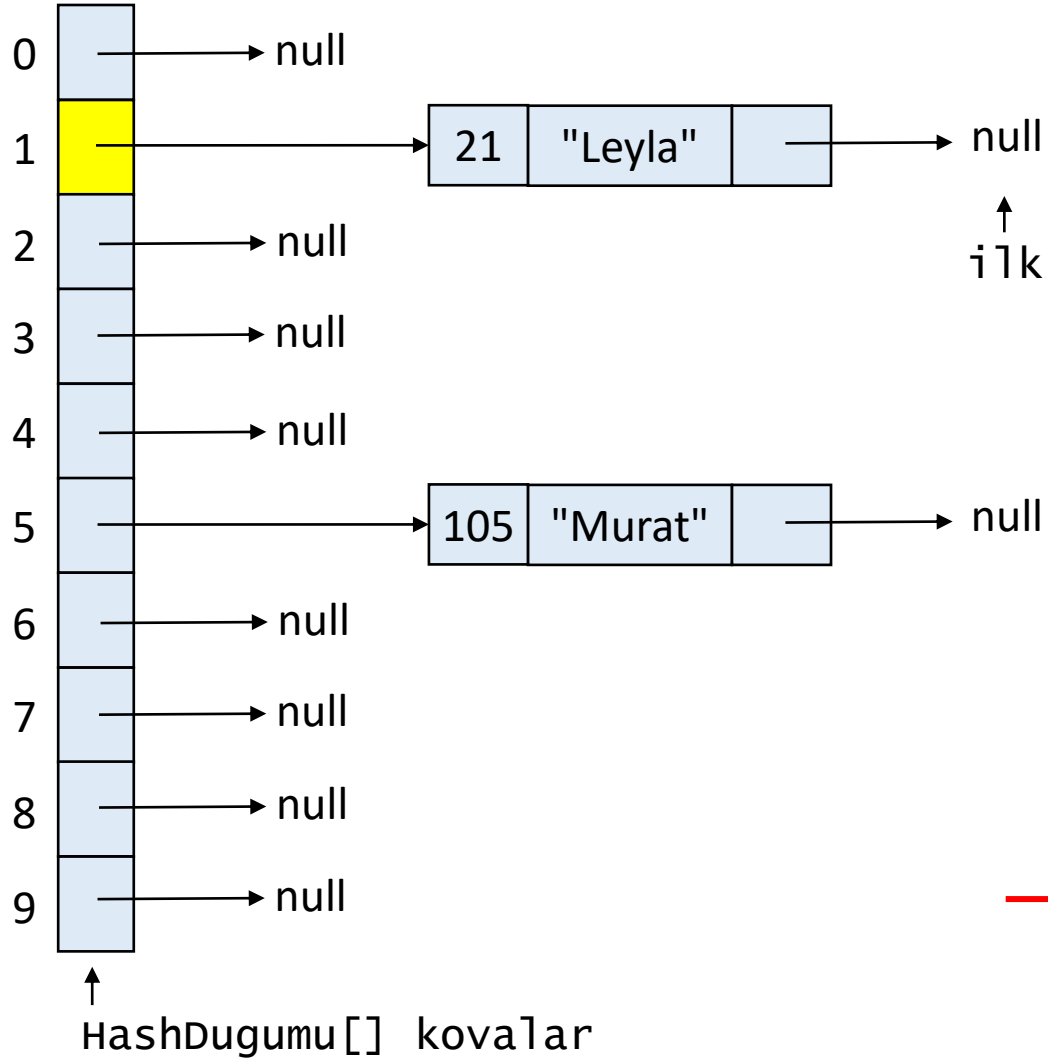 0 null
1 21 "Leyla" null
ilk
2 null
3 null
4 null
5 105 "Murat" null
6 null
7 null
8 null
9 null
HashDugumu[] kovalar